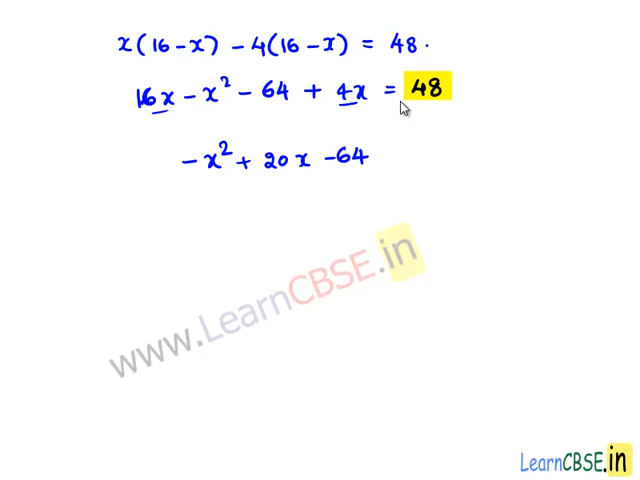 x(16-x) - 4(16-x) = 48.
16x - x² - 64 + 4x = 48
-x² + 20x - 64
www.LearnCBSE.in
LearnCBSE.in